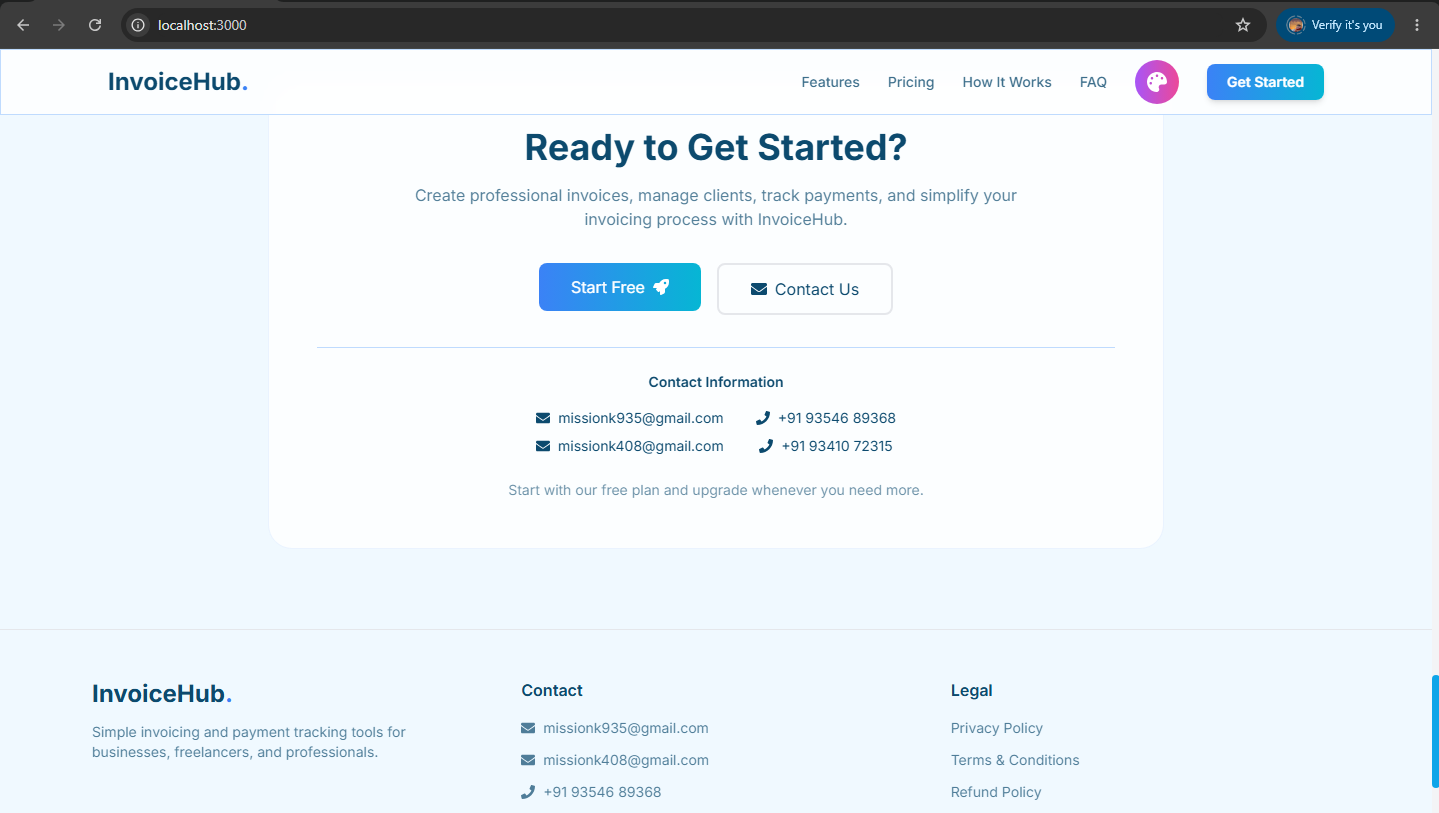 localhost:3000
Verify it's you
InvoiceHub.
Features
Pricing
How It Works
FAQ
Get Started
Ready to Get Started?
Create professional invoices, manage clients, track payments, and simplify your
invoicing process with InvoiceHub.
Start Free
Contact Us
Contact Information
missionk935@gmail.com
+91 93546 89368
missionk408@gmail.com
+91 93410 72315
Start with our free plan and upgrade whenever you need more.
InvoiceHub.
Simple invoicing and payment tracking tools for
businesses, freelancers, and professionals.
Contact
missionk935@gmail.com
missionk408@gmail.com
+91 93546 89368
Legal
Privacy Policy
Terms & Conditions
Refund Policy